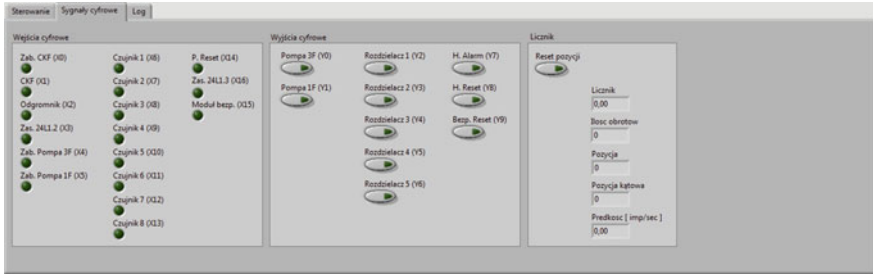 Sterowanie Sygnały cyfrowe Log
Wejścia cyfrowe
Zab. CKF (X0)
CKF (X1)
Odgromnik (X2)
Zas. 24L1.2 (X3)
Zab. Pompa 3F (X4)
Zab. Pompa 1F (X5)
Czujnik 1 (X6)
Czujnik 2 (X7)
Czujnik 3 (X8)
Czujnik 4 (X9)
Czujnik 5 (X10)
Czujnik 6 (X11)
Czujnik 7 (X12)
Czujnik 8 (X13)
P. Reset (X14)
Zas. 24L1.3 (X16)
Moduł bezp. (X15)
Wyjścia cyfrowe
Pompa 3F (Y0)
Pompa 1F (Y1)
Rozdzielacz 1 (Y2)
Rozdzielacz 2 (Y3)
Rozdzielacz 3 (Y4)
Rozdzielacz 4 (Y5)
Rozdzielacz 5 (Y6)
H. Alarm (Y7)
H. Reset (Y8)
Bezp. Reset (Y9)
Licznik
Reset pozycji
Licznik
0,00
Ilosc obrotow
0
Pozycja
0
Pozycja kątowa
0
Predkosc [ imp/sec ]
0,00